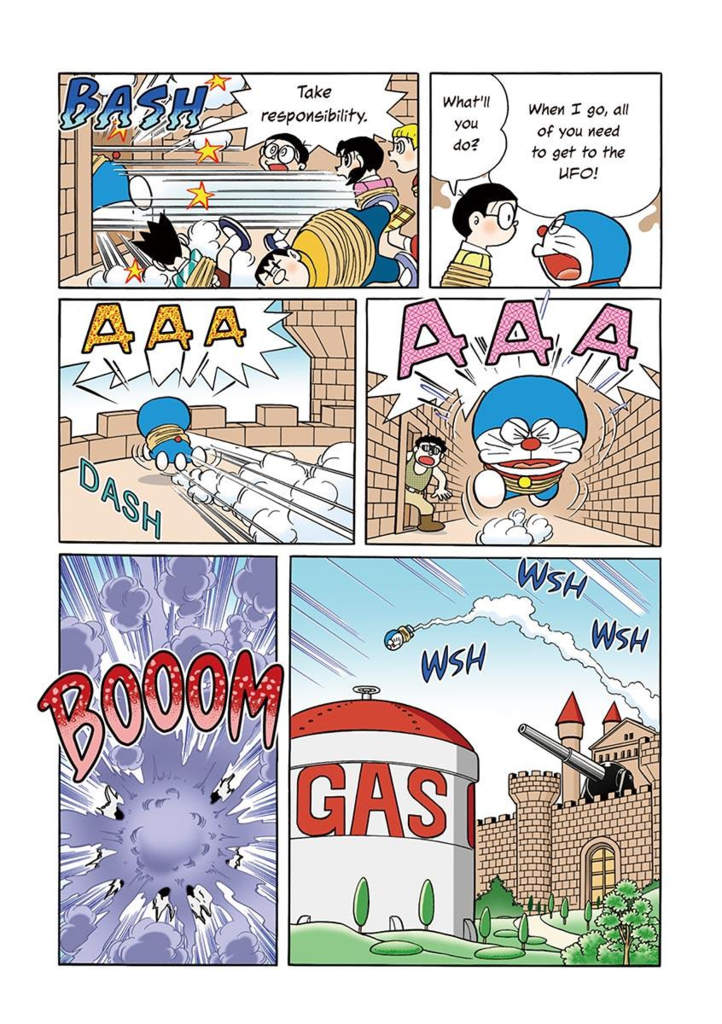 When I go, all
of you need
to get to the
UFO!
What'll
you
do?
Take
responsibility.
BASH
AAA
AAA
DASH
WSH
WSH
WSH
GAS
BOOOM